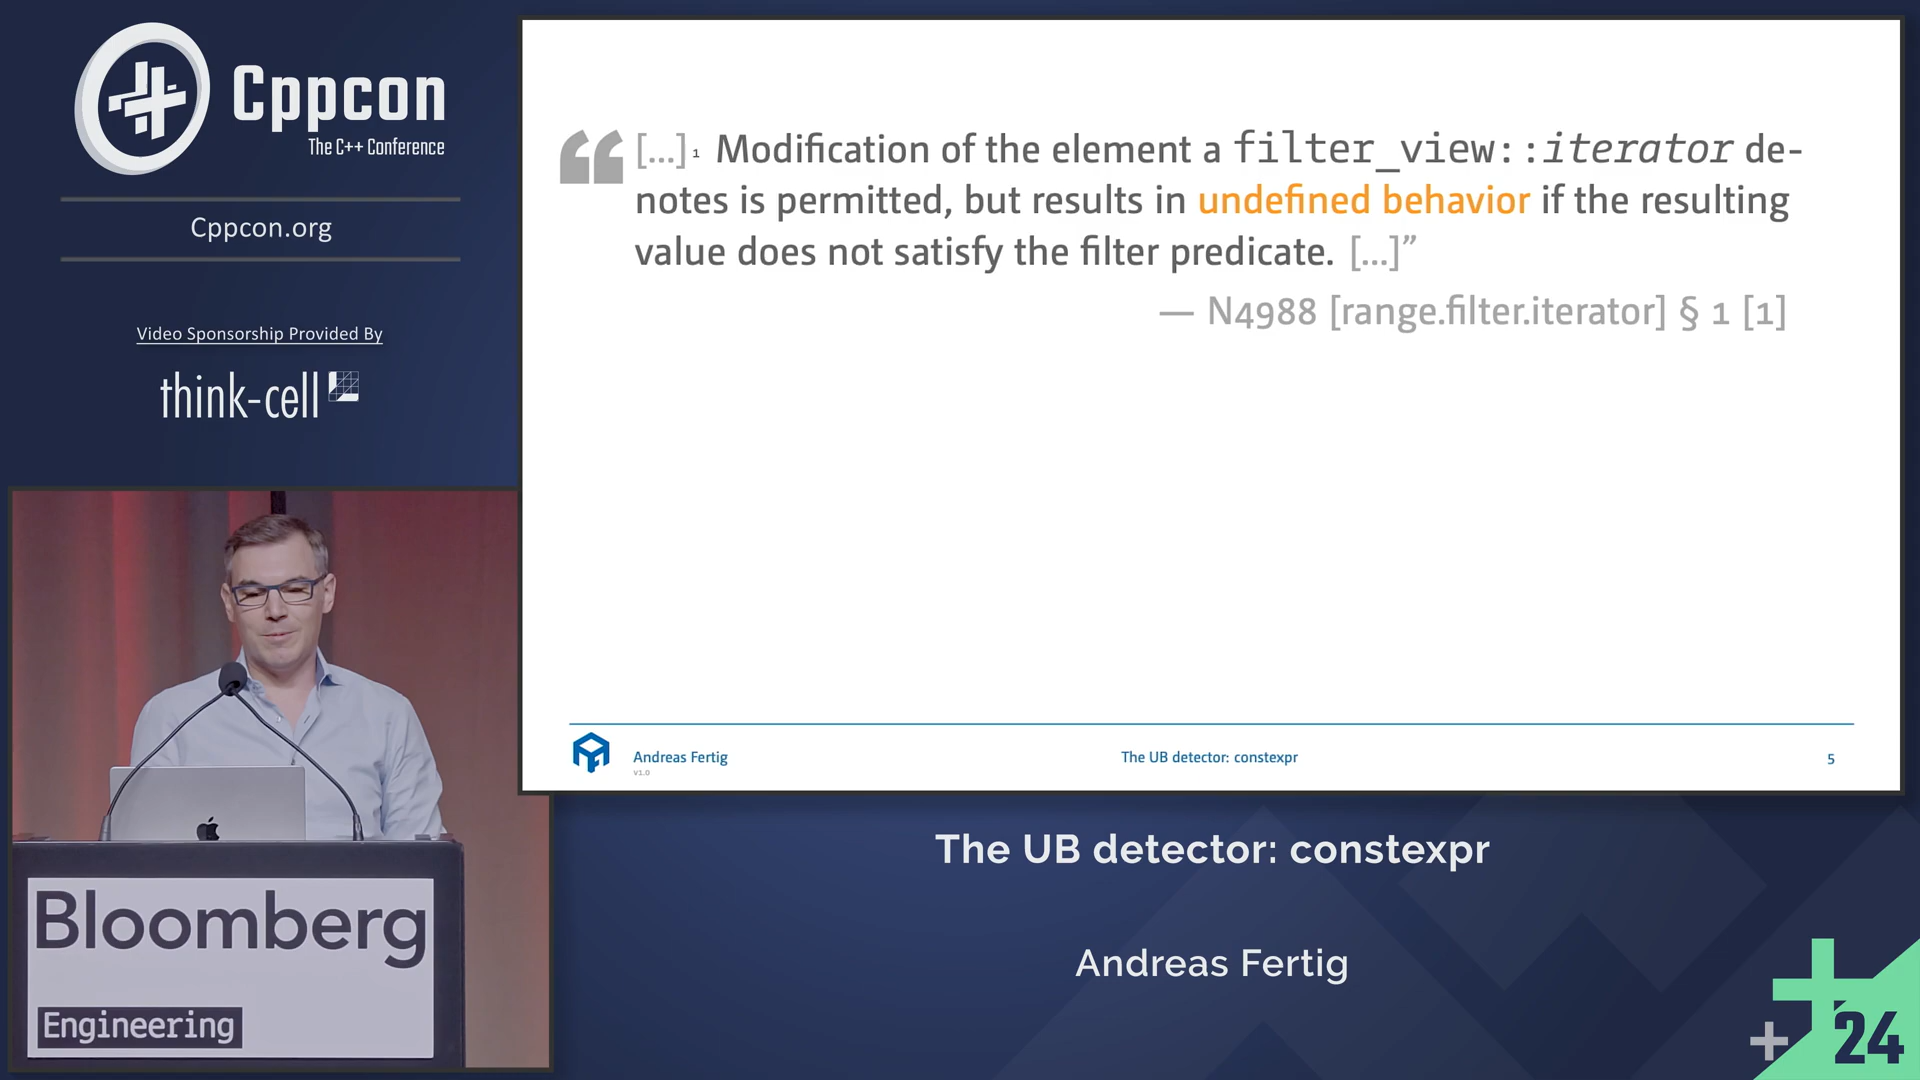 Cppcon
The C++ Conference
Cppcon.org
Video Sponsorship Provided By
think-cell
[…] 1 Modification of the element a filter_view::iterator de-
notes is permitted, but results in undefined behavior if the resulting
value does not satisfy the filter predicate. […]”
— N4988 [range.filter.iterator] § 1 [1]
Andreas Fertig
v1.0
The UB detector: constexpr
5
Bloomberg
Engineering
The UB detector: constexpr
Andreas Fertig
24